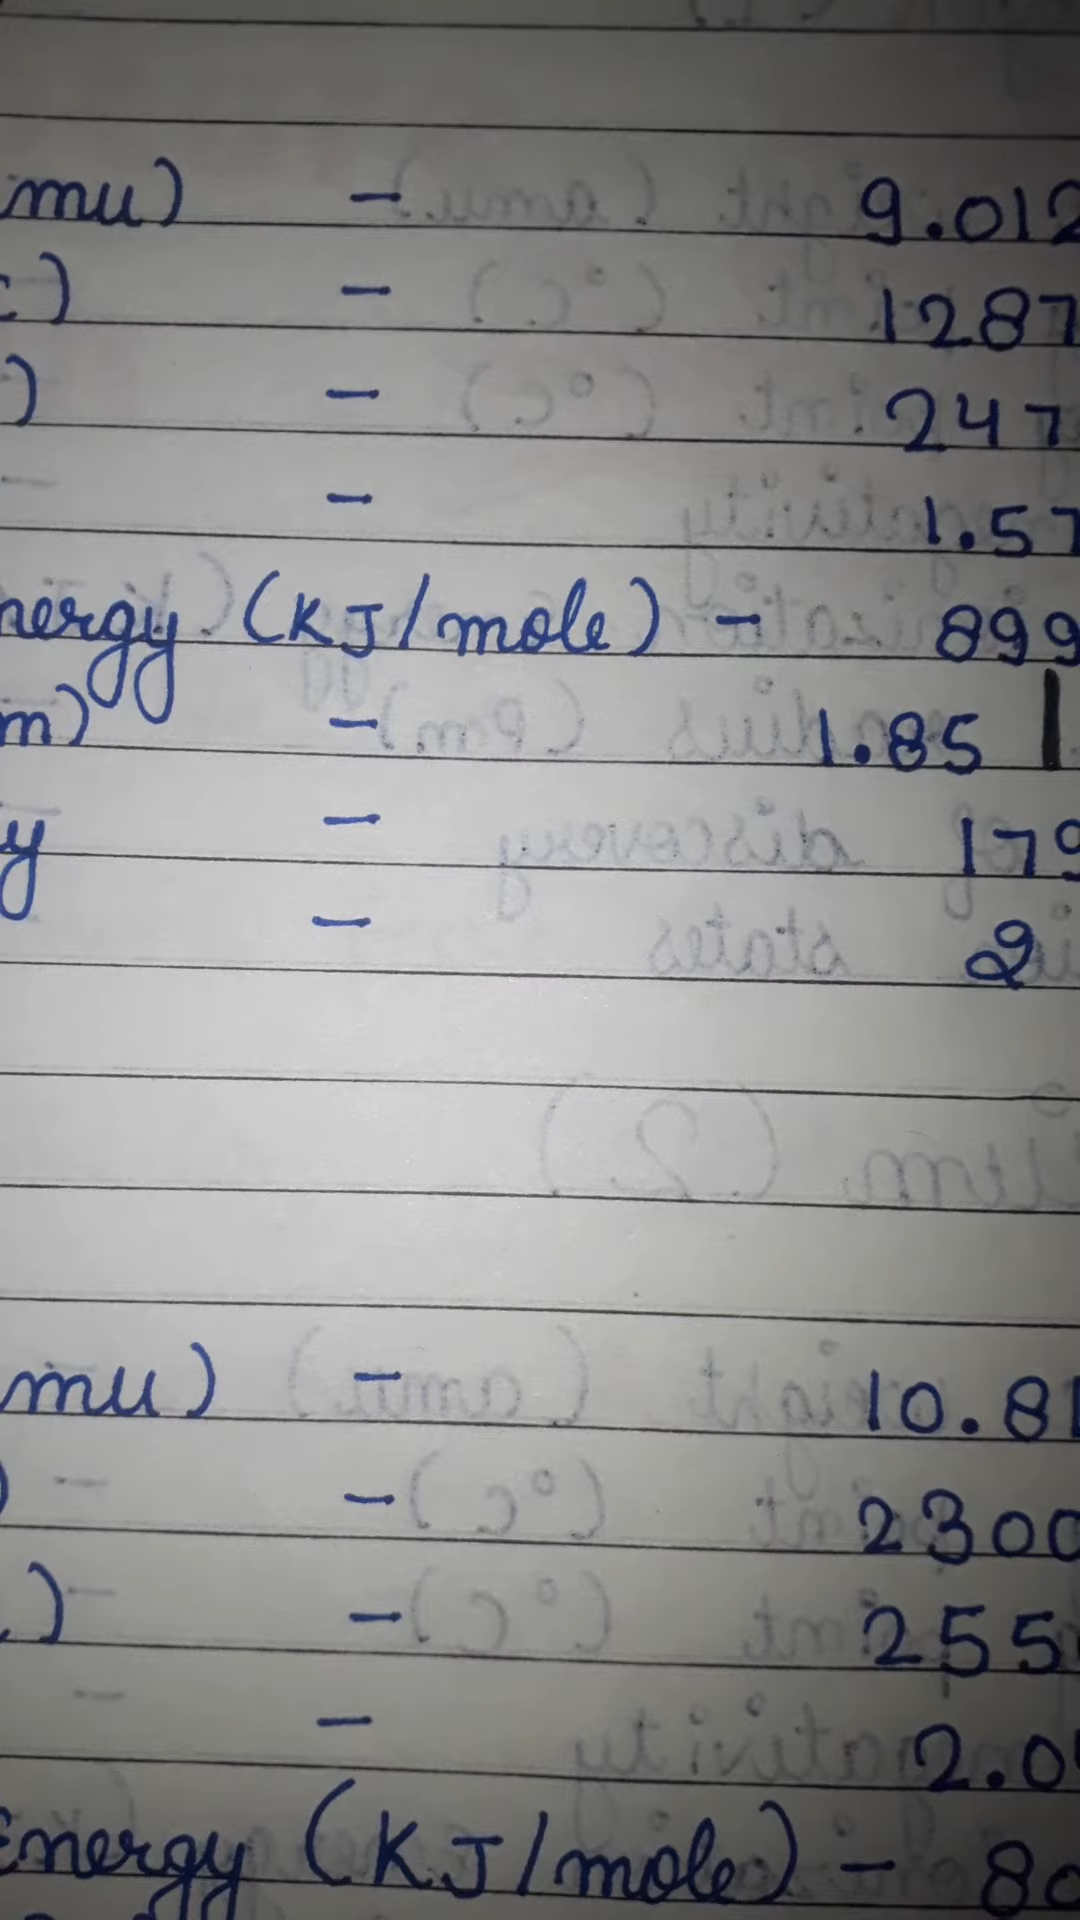 mu) - 9.012
c) - 1287
) - 247
- 1.57
nergy (KJ/mole) - 899
m) - 1.85
y - 179
- 2
mu) - 10.81
) - 2300
.) - 255
- 2.0
Energy (KJ/mole) - 80